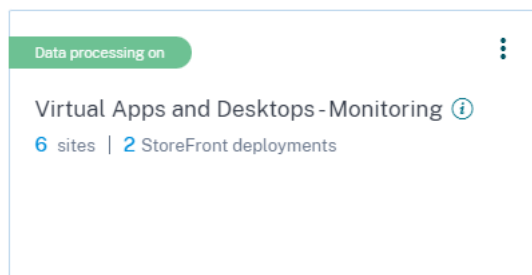 Data processing on
Virtual Apps and Desktops - Monitoring
6 sites | 2 StoreFront deployments